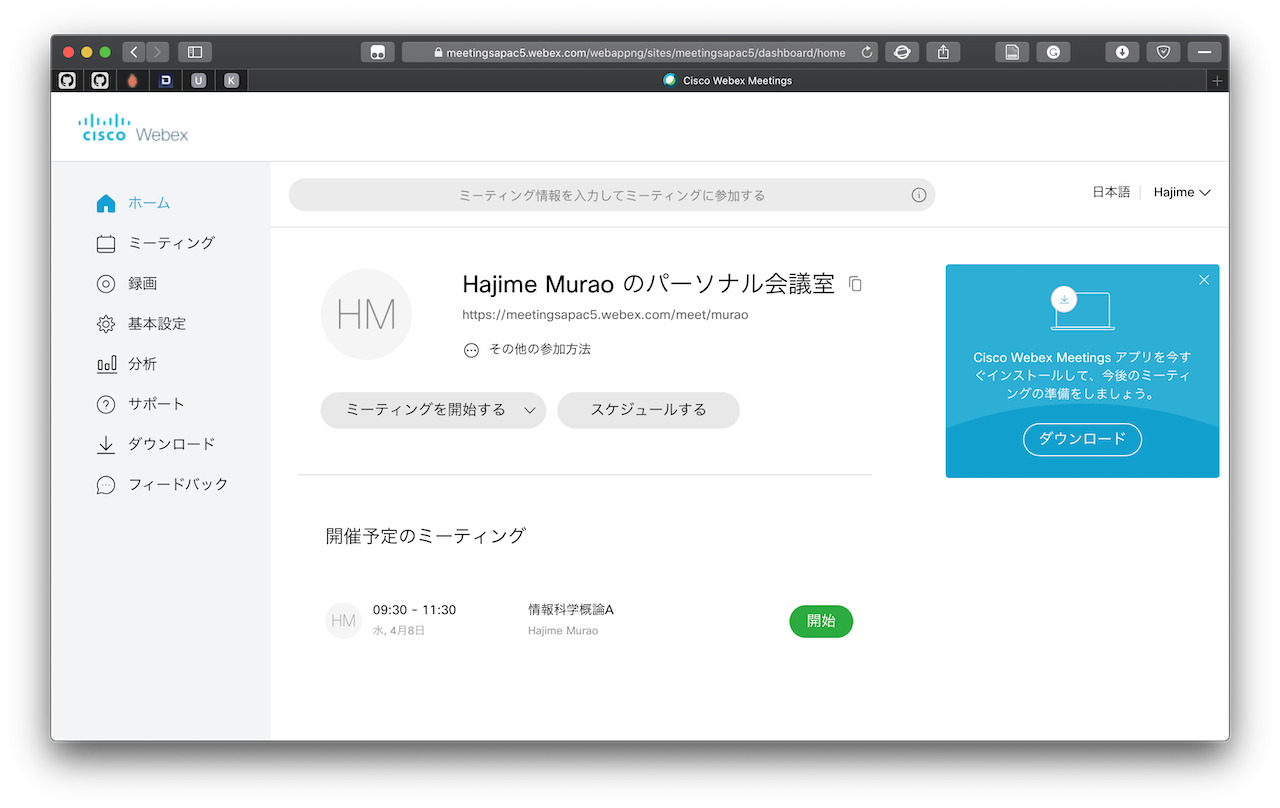 meetingsapac5.webex.com/webappng/sites/meetingsapac5/dashboard/home
D
U
K
Cisco Webex Meetings
CISCO Webex
ホーム
ミーティング
録画
基本設定
分析
サポート
ダウンロード
フィードバック
ミーティング情報を入力してミーティングに参加する
日本語
Hajime
HM
Hajime Murao のパーソナル会議室
https://meetingsapac5.webex.com/meet/murao
その他の参加方法
ミーティングを開始する
スケジュールする
Cisco Webex Meetings アプリを今す
ぐインストールして、今後のミーティ
ングの準備をしましょう。
ダウンロード
開催予定のミーティング
HM
09:30 - 11:30
水, 4月8日
情報科学概論A
Hajime Murao
開始